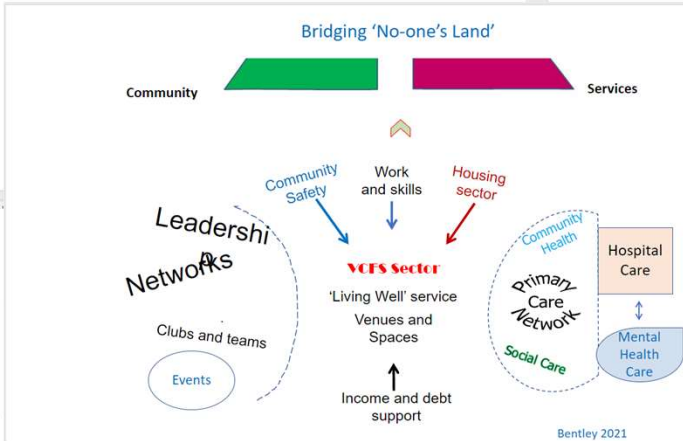 Bridging ‘No-one’s Land’
Community
Services
Community
Safety
Work
and skills
Housing
sector
Leadershi
p
Networks
Clubs and teams
Events
VCFS Sector
‘Living Well’ service
Venues and
Spaces
Income and debt
support
Community
Health
Primary
Care
Network
Social Care
Hospital
Care
Mental
Health
Care
Bentley 2021